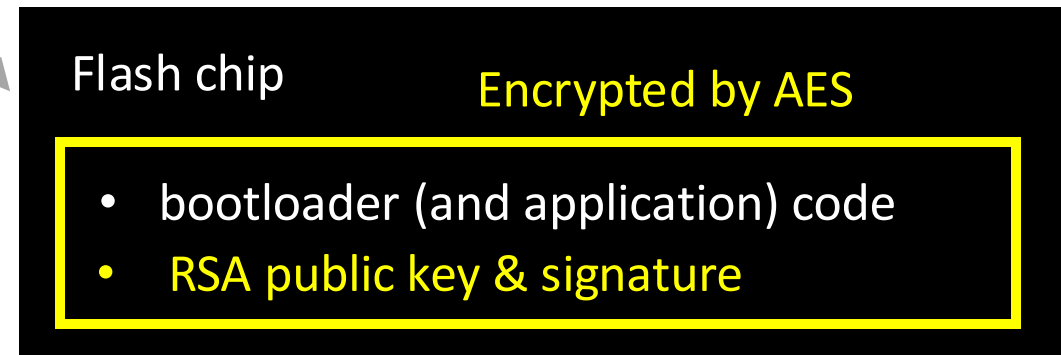 Flash chip
Encrypted by AES
• bootloader (and application) code
• RSA public key & signature